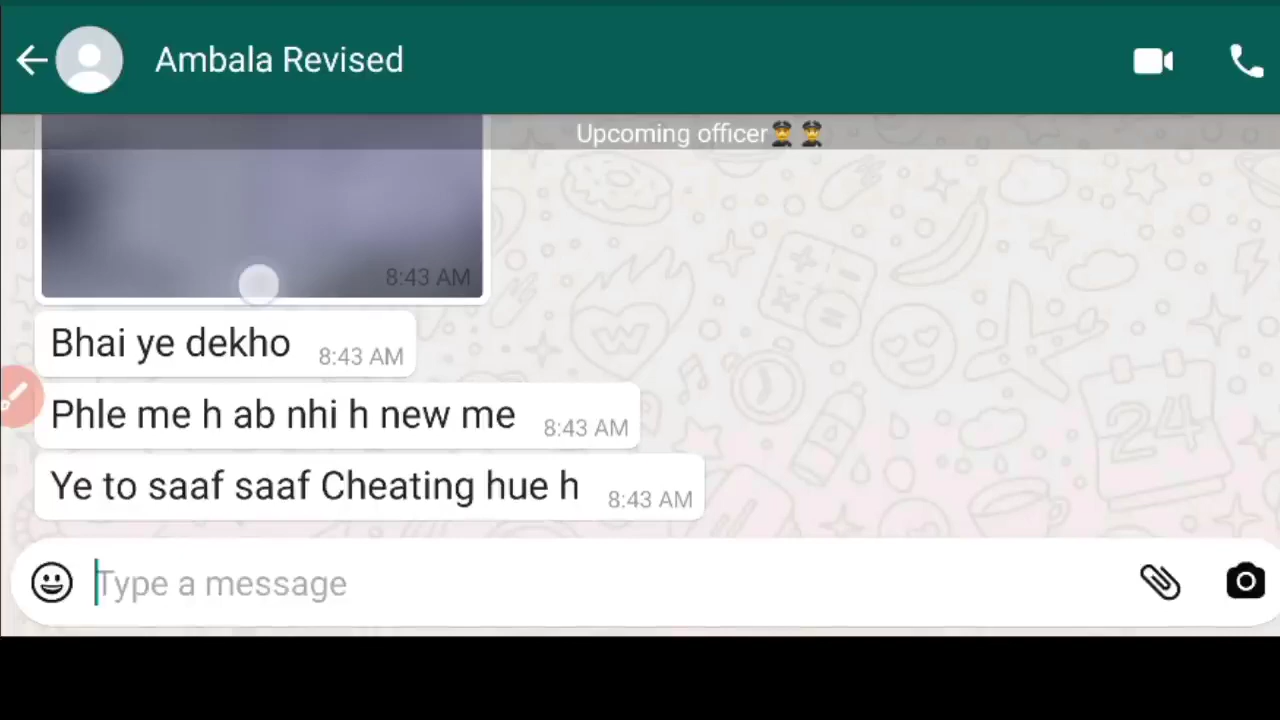 Ambala Revised
Upcoming officer👮👮
8:43 AM
Bhai ye dekho 8:43 AM
Phle me h ab nhi h new me 8:43 AM
Ye to saaf saaf Cheating hue h 8:43 AM
Type a message